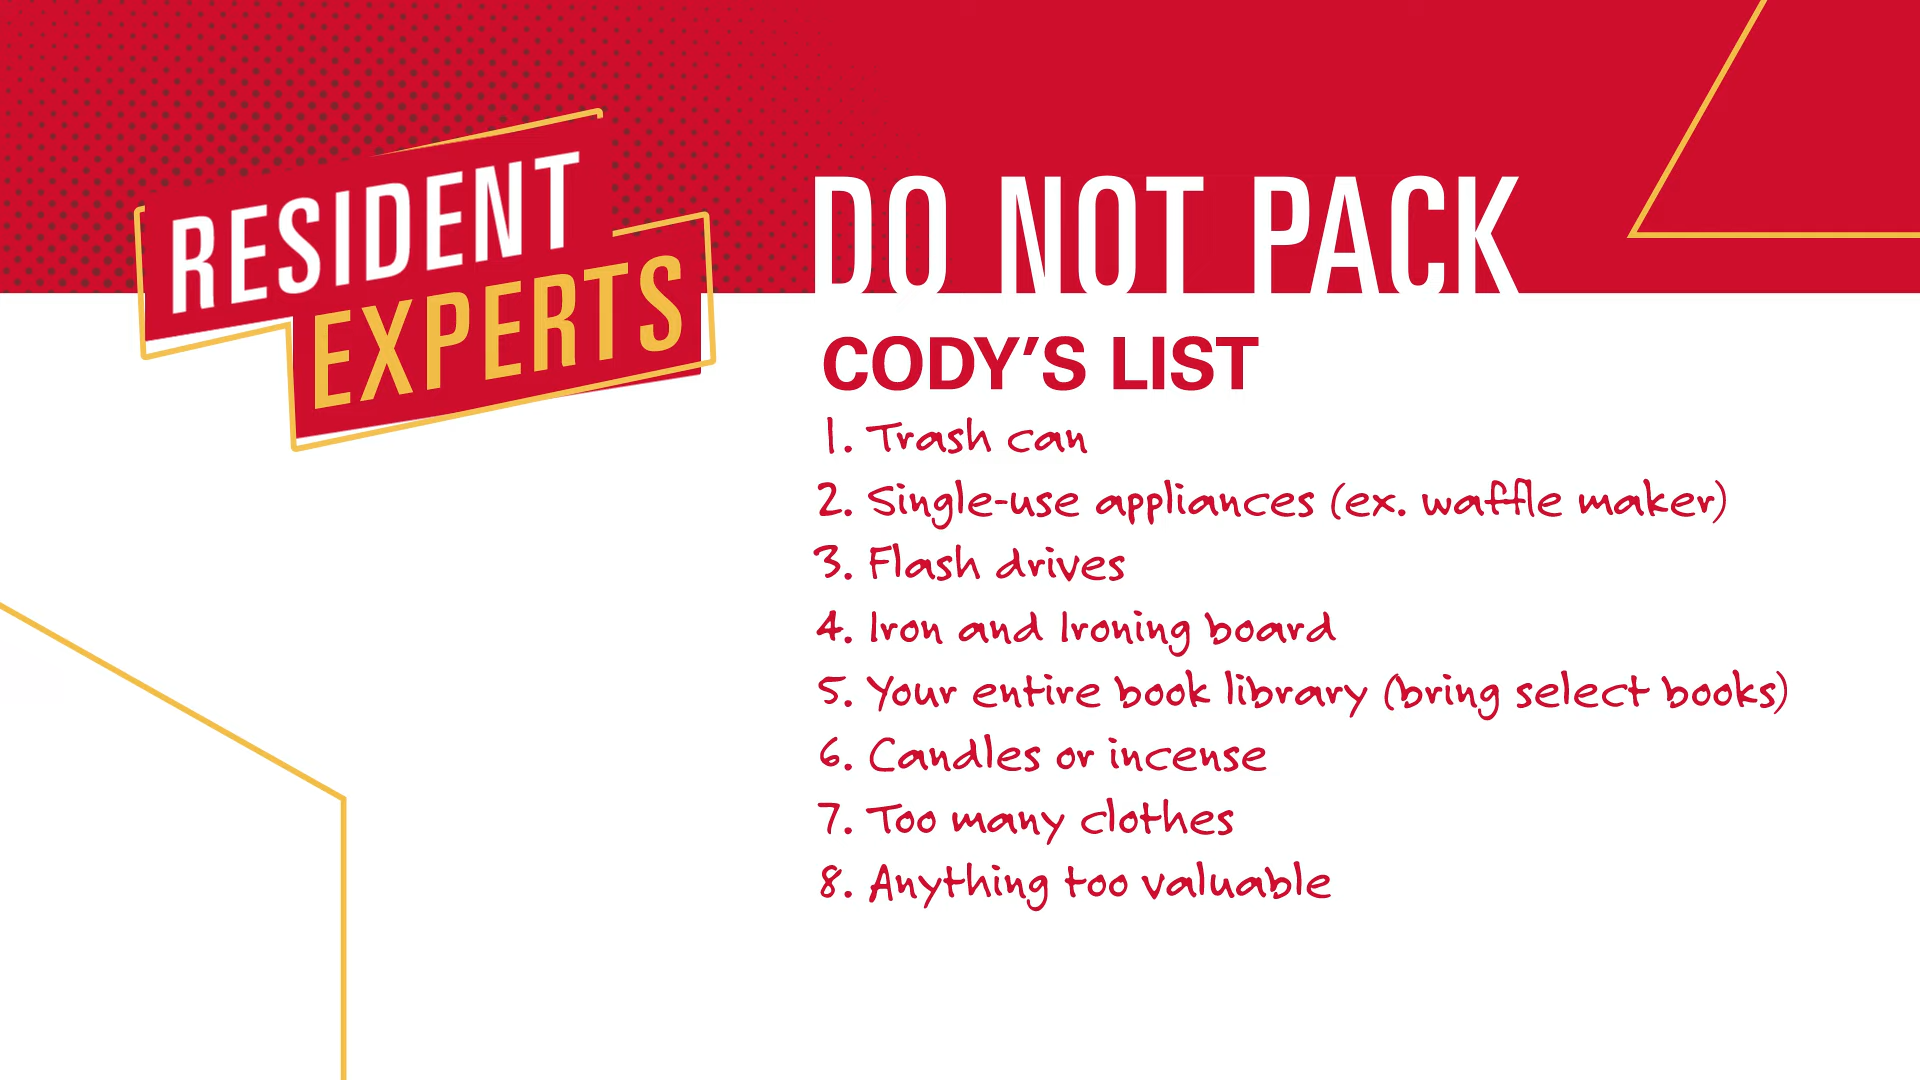 RESIDENT
EXPERTS
DO NOT PACK
CODY'S LIST
1. Trash can
2. Single-use appliances (ex. waffle maker)
3. Flash drives
4. Iron and Ironing board
5. Your entire book library (bring select books)
6. Candles or incense
7. Too many clothes
8. Anything too valuable